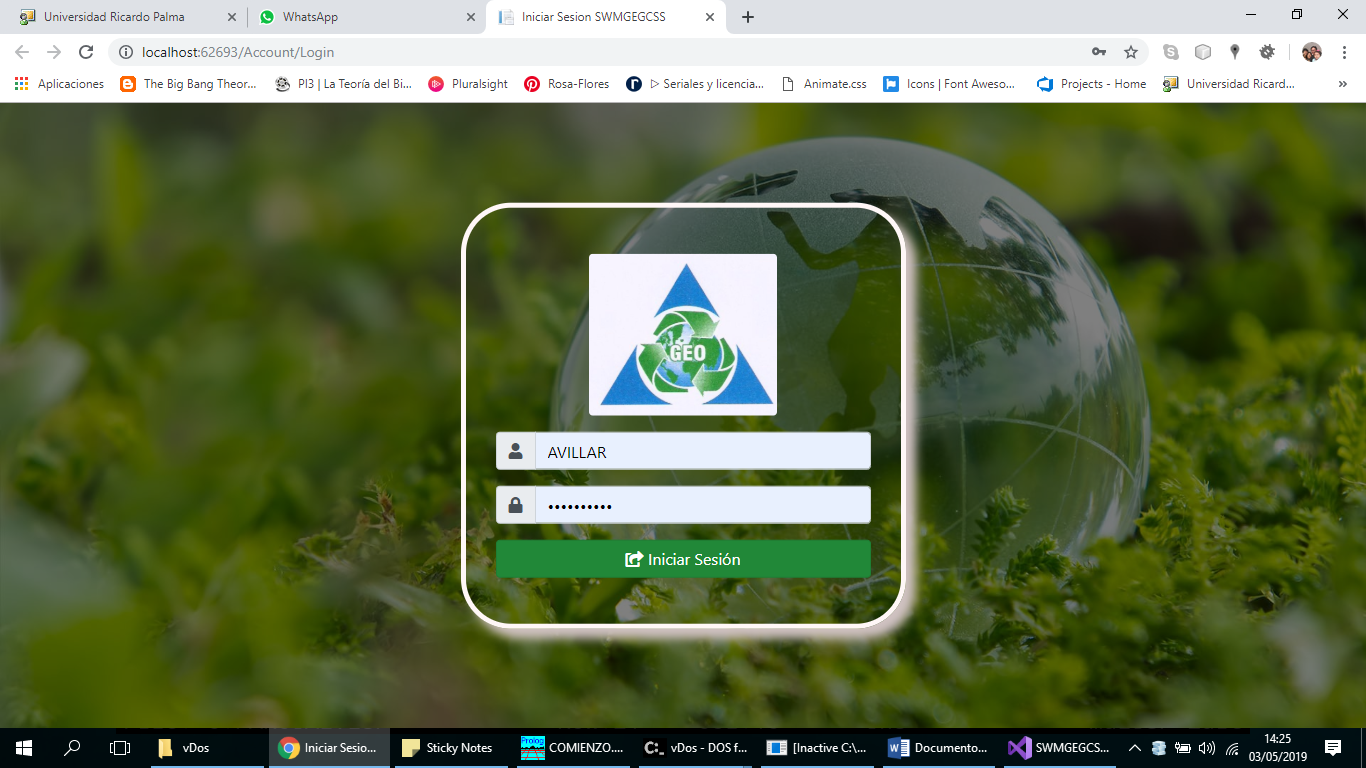 Universidad Ricardo Palma
WhatsApp
Iniciar Sesion SWMGEGCSS
localhost:62693/Account/Login
Aplicaciones
The Big Bang Theor...
PI3 | La Teoría del Bi...
Pluralsight
Rosa-Flores
▷ Seriales y licencia...
Animate.css
Icons | Font Aweso...
Projects - Home
Universidad Ricard...
»
GEO
AVILLAR
••••••••••
Iniciar Sesión
vDos
Iniciar Sesio...
Sticky Notes
Prolog
COMIENZO....
C:\.
vDos - DOS f...
[Inactive C:\...
Documento...
SWMGEGCS...
14:25
03/05/2019